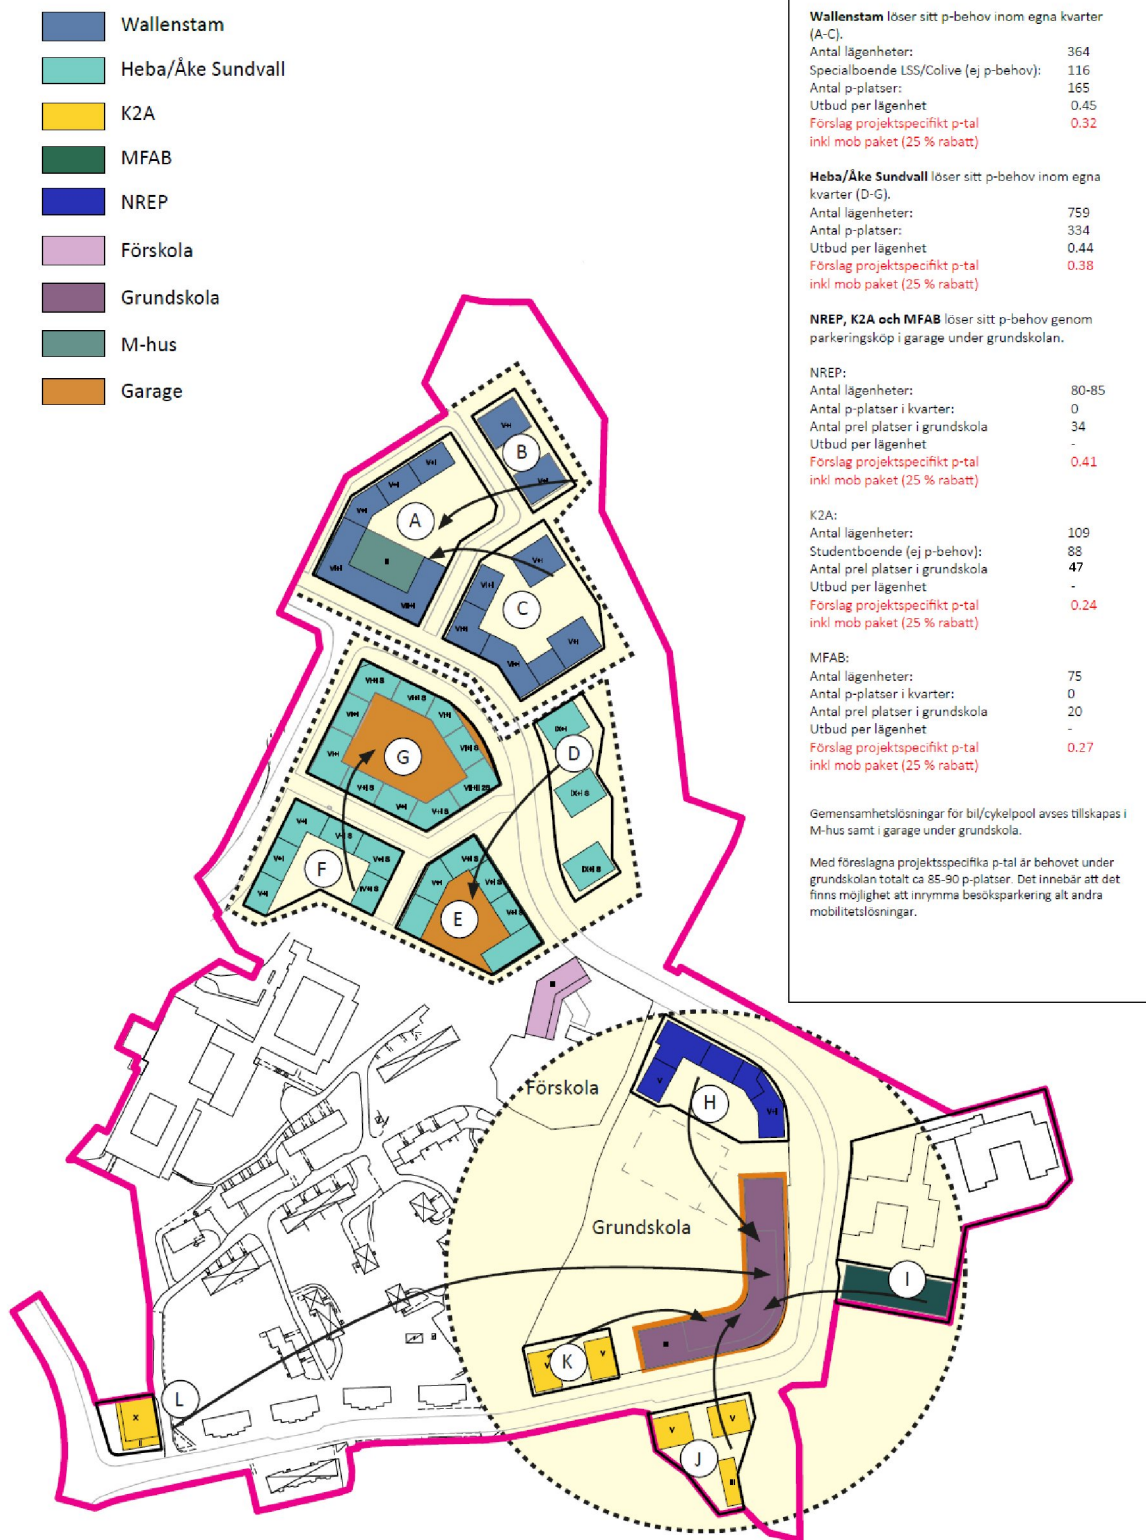 Wallenstam
Heba/Åke Sundvall
K2A
MFAB
NREP
Förskola
Grundskola
M-hus
Garage
Wallenstam löser sitt p-behov inom egna kvarter
(A-C).
Antal lägenheter: 364
Specialboende LSS/Colive (ej p-behov): 116
Antal p-platser: 165
Utbud per lägenhet 0.45
Förslag projektspecifikt p-tal 0.32
inkl mob paket (25 % rabatt)
Heba/Åke Sundvall löser sitt p-behov inom egna
kvarter (D-G).
Antal lägenheter: 759
Antal p-platser: 334
Utbud per lägenhet 0.44
Förslag projektspecifikt p-tal 0.38
inkl mob paket (25 % rabatt)
NREP, K2A och MFAB löser sitt p-behov genom
parkeringsköp i garage under grundskolan.
NREP:
Antal lägenheter: 80-85
Antal p-platser i kvarter: 0
Antal prel platser i grundskola 34
Utbud per lägenhet -
Förslag projektspecifikt p-tal 0.41
inkl mob paket (25 % rabatt)
K2A:
Antal lägenheter: 109
Studentboende (ej p-behov): 88
Antal prel platser i grundskola 47
Utbud per lägenhet -
Förslag projektspecifikt p-tal 0.24
inkl mob paket (25 % rabatt)
MFAB:
Antal lägenheter: 75
Antal p-platser i kvarter: 0
Antal prel platser i grundskola 20
Utbud per lägenhet -
Förslag projektspecifikt p-tal 0.27
inkl mob paket (25 % rabatt)
Gemensamhetslösningar för bil/cykelpool avses tillskapas i
M-hus samt i garage under grundskola.
Med föreslagna projektsspecifika p-tal är behovet under
grundskolan totalt ca 85-90 p-platser. Det innebär att det
finns möjlighet att inrymma besöksparkering alt andra
mobilitetslösningar.
B
A
C
D
G
F
E
Förskola
H
Grundskola
I
K
L
J
V
V
V
V
V
X